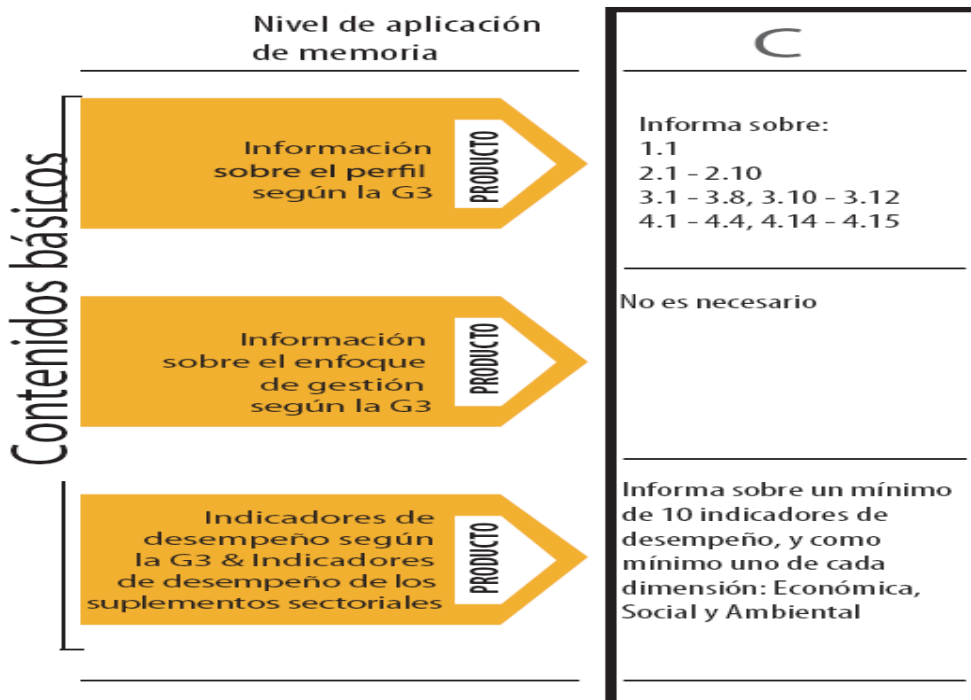 Nivel de aplicación
de memoria
C
Contenidos básicos
Información
sobre el perfil
según la G3
PRODUCTO
Informa sobre:
1.1
2.1 – 2.10
3.1 – 3.8, 3.10 – 3.12
4.1 – 4.4, 4.14 – 4.15
Información
sobre el enfoque
de gestión
según la G3
PRODUCTO
No es necesario
Indicadores de
desempeño según
la G3 & Indicadores
de desempeño de los
suplementos sectoriales
PRODUCTO
Informa sobre un mínimo
de 10 indicadores de
desempeño, y como
mínimo uno de cada
dimensión: Económica,
Social y Ambiental